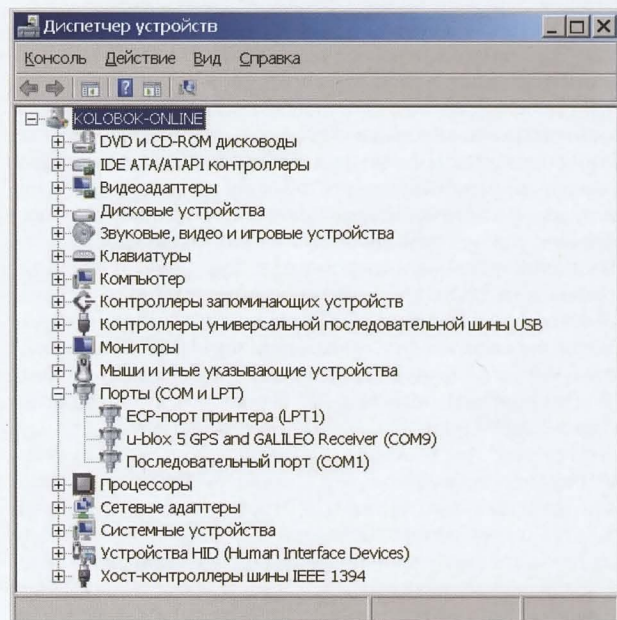 Диспетчер устройств
Консоль Действие Вид Справка
KOLOBOK-ONLINE
DVD и CD-ROM дисководы
IDE ATA/ATAPI контроллеры
Видеоадаптеры
Дисковые устройства
Звуковые, видео и игровые устройства
Клавиатуры
Компьютер
Контроллеры запоминающих устройств
Контроллеры универсальной последовательной шины USB
Мониторы
Мыши и иные указывающие устройства
Порты (COM и LPT)
ECP-порт принтера (LPT1)
u-blox 5 GPS and GALILEO Receiver (COM9)
Последовательный порт (COM1)
Процессоры
Сетевые адаптеры
Системные устройства
Устройства HID (Human Interface Devices)
Хост-контроллеры шины IEEE 1394